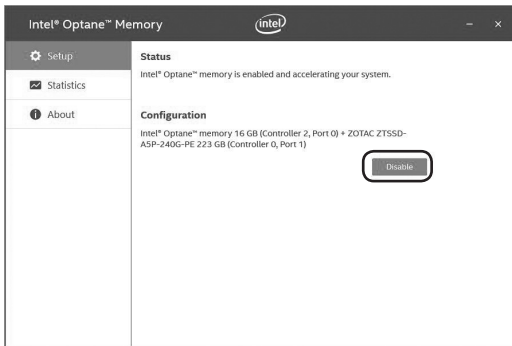 Intel® Optane™ Memory
intel
Setup
Statistics
About
Status
Intel® Optane™ memory is enabled and accelerating your system.
Configuration
Intel® Optane™ memory 16 GB (Controller 2, Port 0) + ZOTAC ZTSSD-
A5P-240G-PE 223 GB (Controller 0, Port 1)
Disable